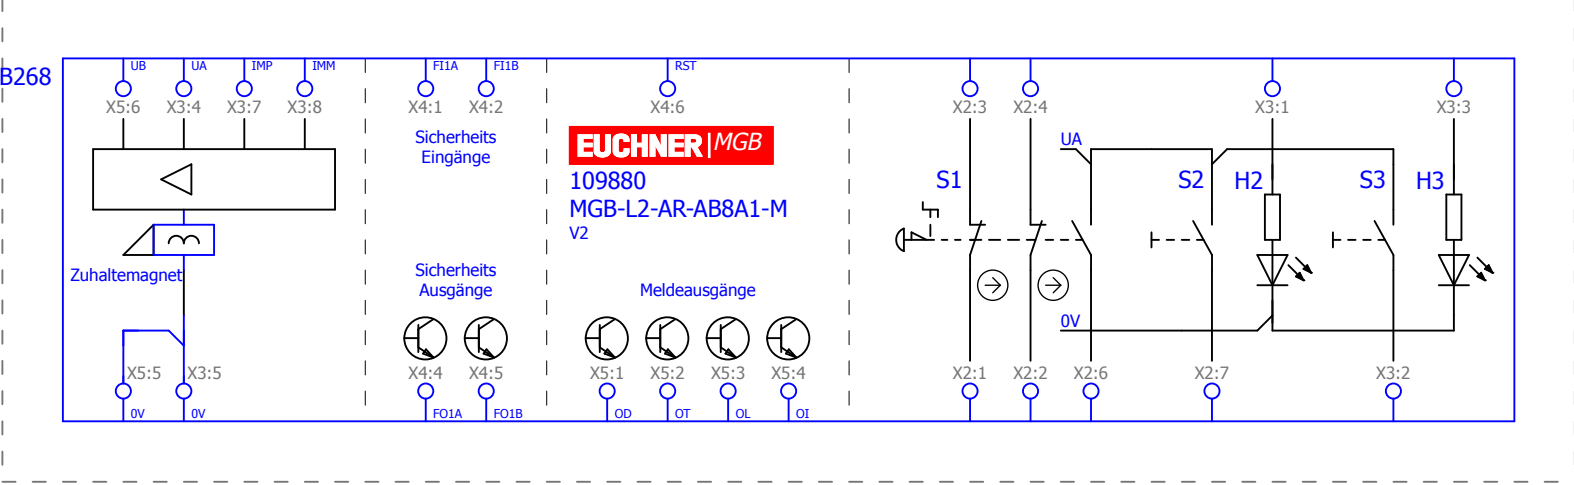 UB UA IMP IMM FI1A FI1B RST
B268
X5:6 X3:4 X3:7 X3:8 X4:1 X4:2 X4:6 X2:3 X2:4 X3:1 X3:3
Sicherheits
Eingänge
EUCHNER|MGB
UA
109880
S1 S2 H2 S3 H3
MGB-L2-AR-AB8A1-M
V2
Zuhaltemagnet
Sicherheits
Ausgänge
Meldeausgänge
0V
X5:5 X3:5 X4:4 X4:5 X5:1 X5:2 X5:3 X5:4 X2:1 X2:2 X2:6 X2:7 X3:2
0V 0V FO1A FO1B OD OT OL OI